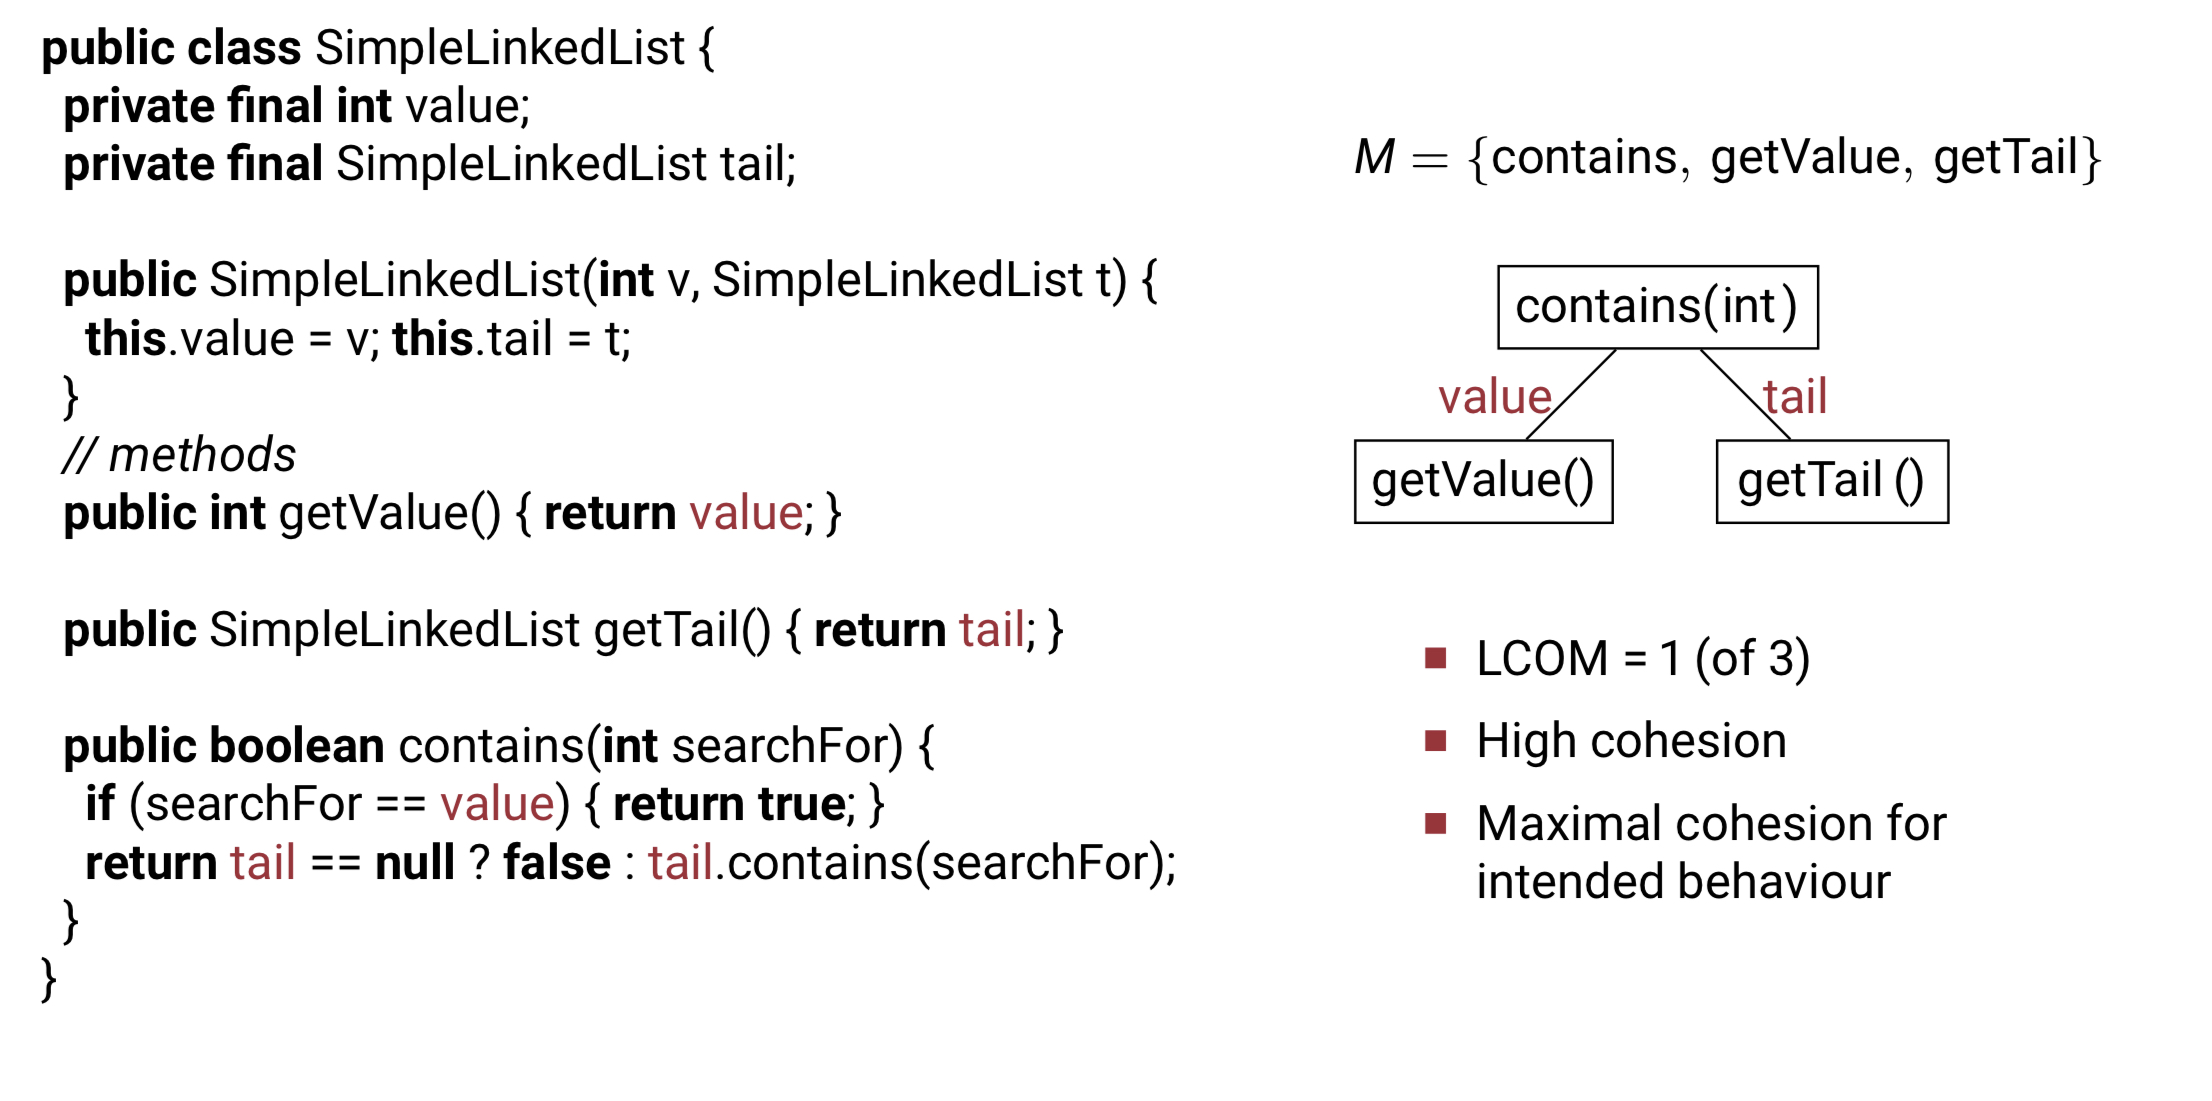 public class SimpleLinkedList {
private final int value;
private final SimpleLinkedList tail;
public SimpleLinkedList(int v, SimpleLinkedList t) {
this.value = v; this.tail = t;
}
// methods
public int getValue() { return value; }
public SimpleLinkedList getTail() { return tail; }
public boolean contains(int searchFor) {
if (searchFor == value) { return true; }
return tail == null ? false : tail.contains(searchFor);
}
}
M = {contains, getValue, getTail}
contains(int)
value
tail
getValue()
getTail ()
■ LCOM = 1 (of 3)
■ High cohesion
■ Maximal cohesion for
intended behaviour